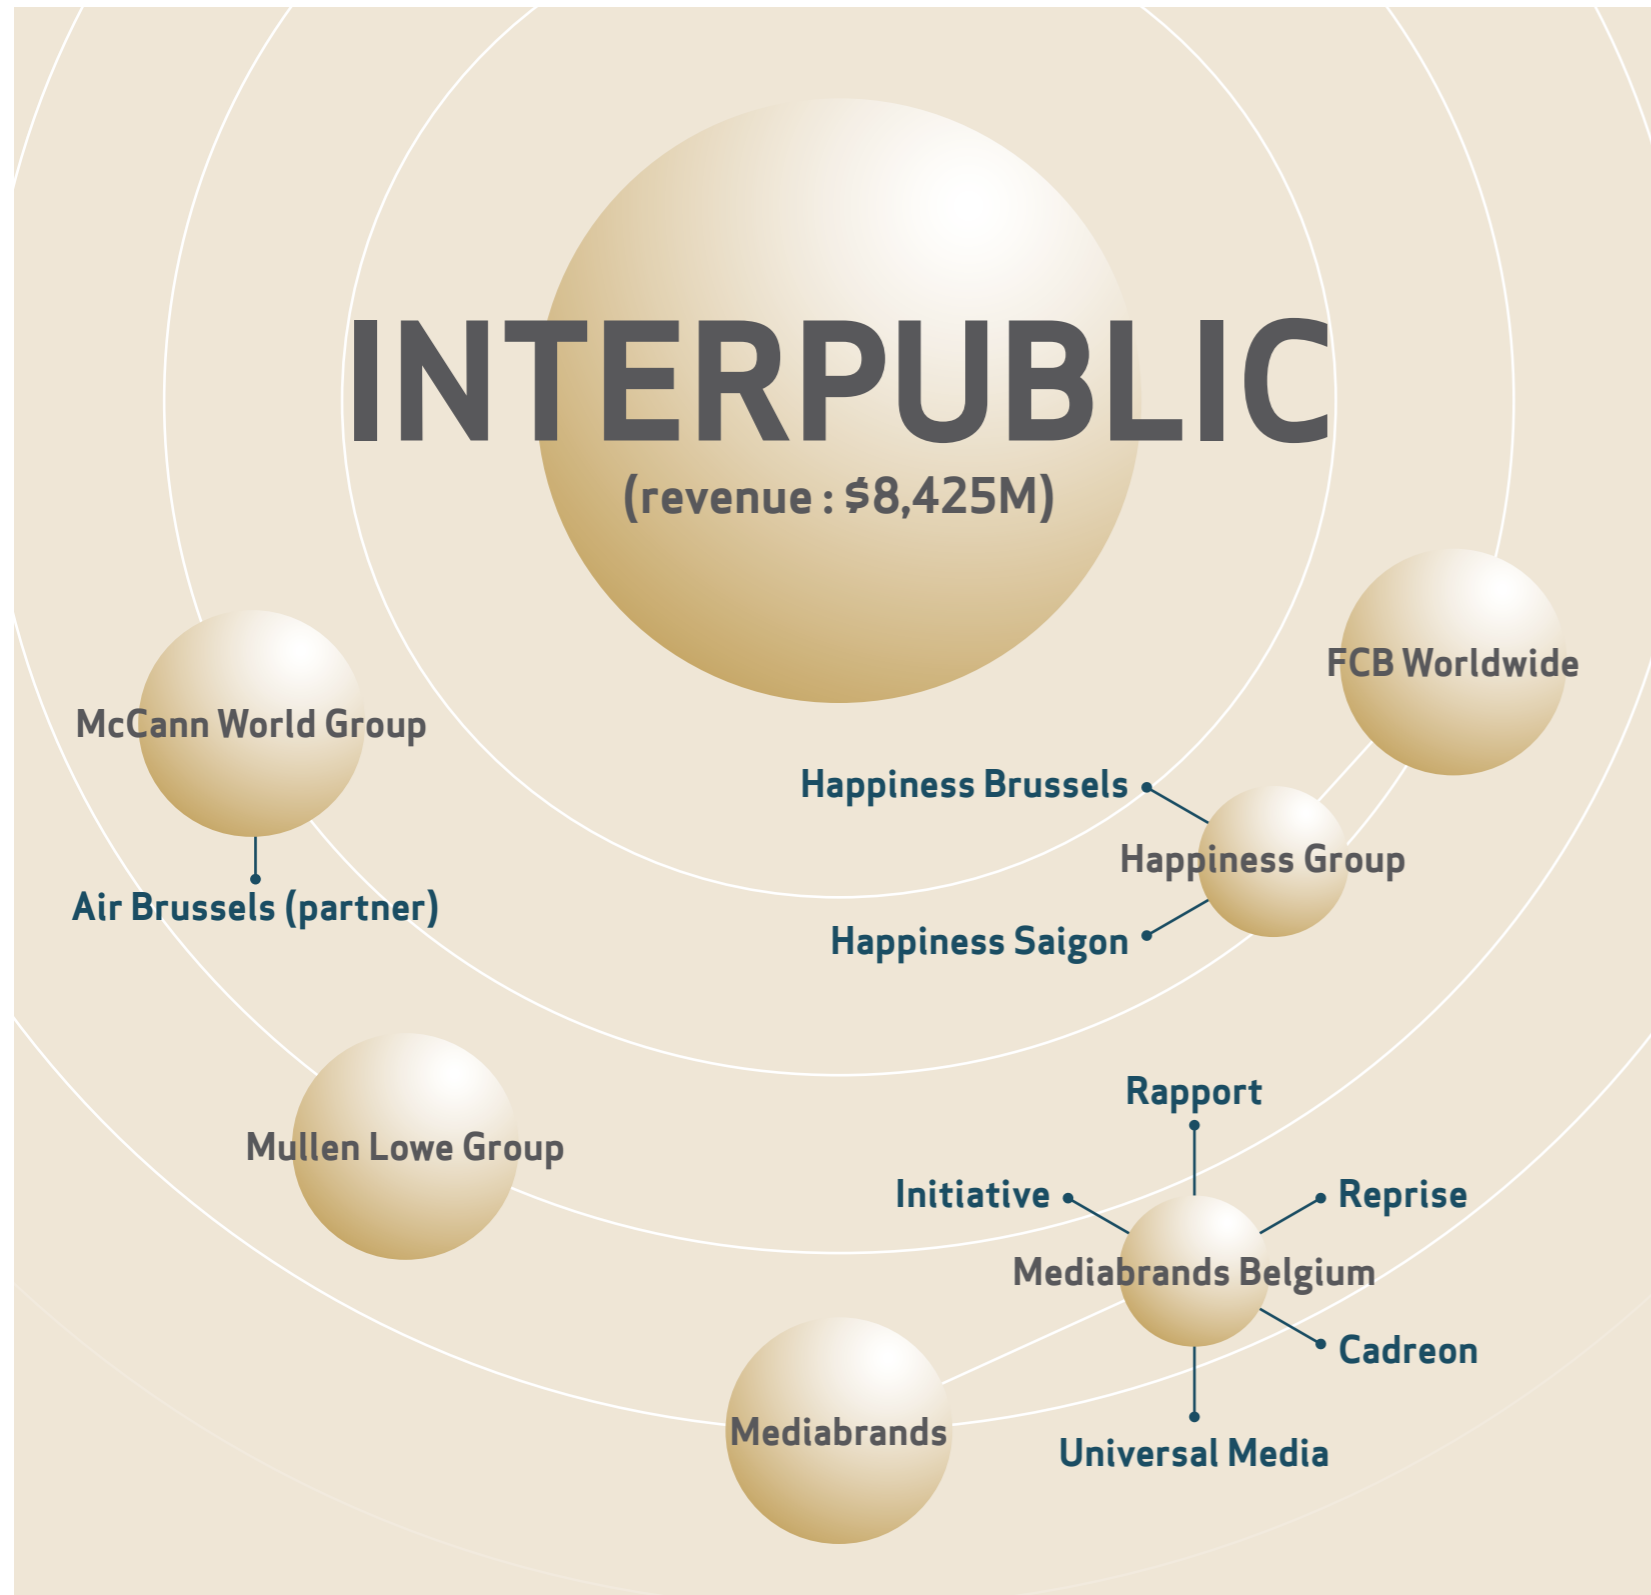 INTERPUBLIC
(revenue : $8,425M)
FCB Worldwide
McCann World Group
Happiness Brussels
Happiness Group
Air Brussels (partner)
Happiness Saigon
Rapport
Mullen Lowe Group
Initiative
Reprise
Mediabrands Belgium
Cadreon
Mediabrands
Universal Media